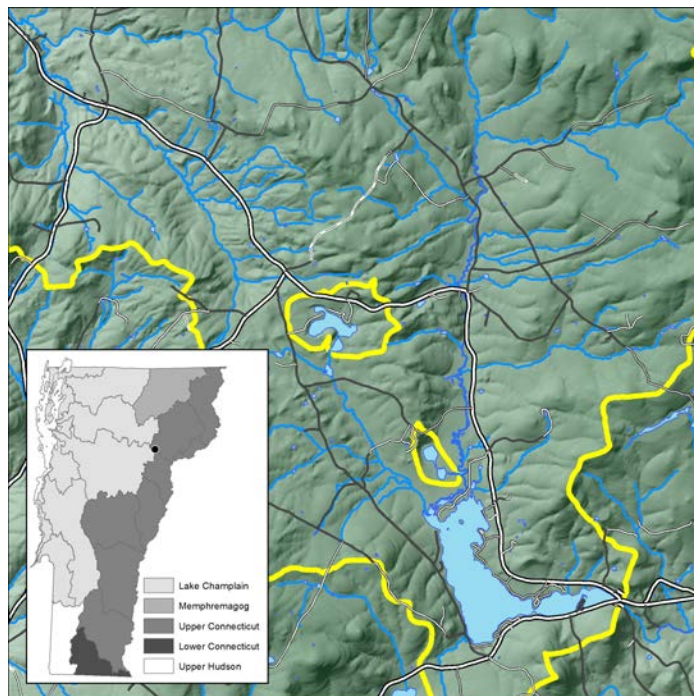 Lake Champlain
Memphremagog
Upper Connecticut
Lower Connecticut
Upper Hudson